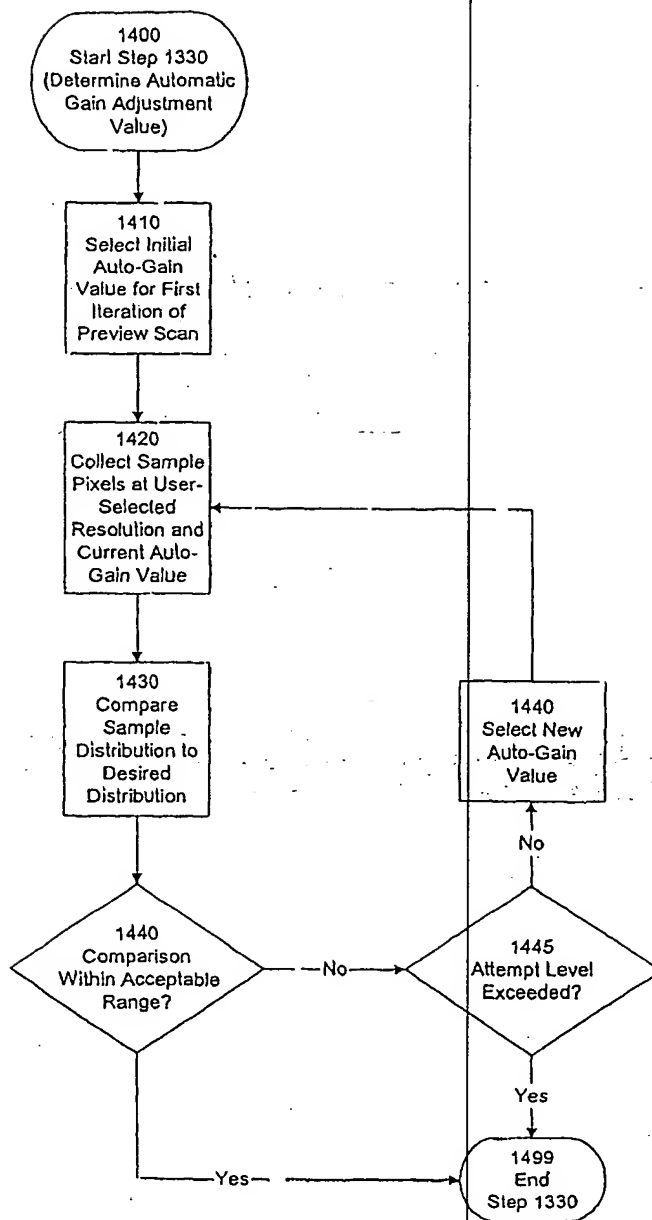 1400
Start Step 1330
(Determine Automatic
Gain Adjustment
Value)
1410
Select Initial
Auto-Gain
Value for First
Iteration of
Preview Scan
1420
Collect Sample
Pixels at User-
Selected
Resolution and
Current Auto-
Gain Value
1430
Compare
Sample
Distribution to
Desired
Distribution
1440
Select New
Auto-Gain
Value
No
1440
Comparison
Within Acceptable
Range?
No
1445
Attempt Level
Exceeded?
Yes
Yes
1499
End
Step 1330